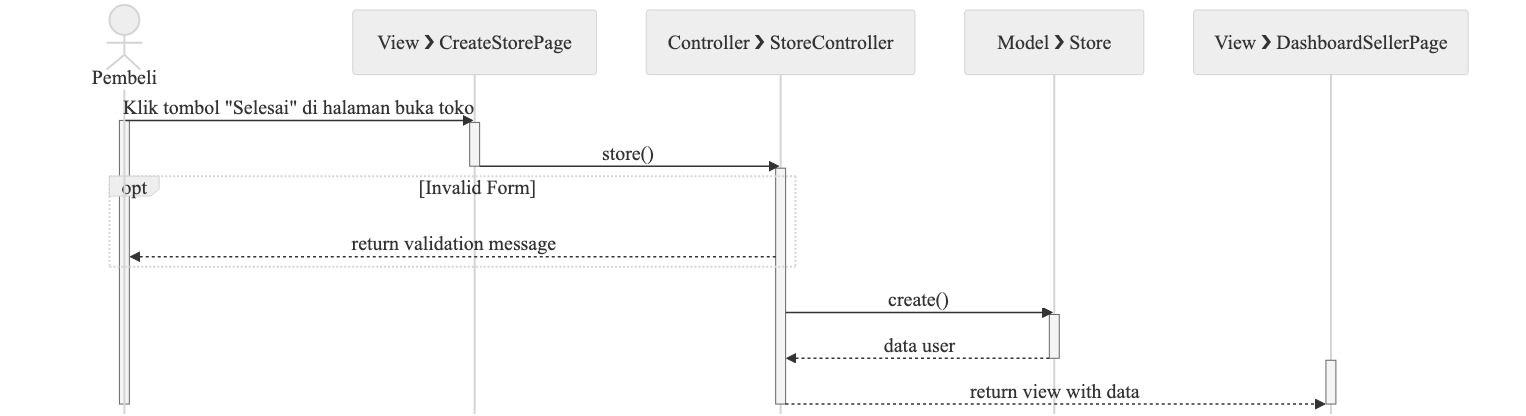 Pembeli
View ❯ CreateStorePage
Controller ❯ StoreController
Model ❯ Store
View ❯ DashboardSellerPage
Klik tombol "Selesai" di halaman buka toko
store()
opt
[Invalid Form]
return validation message
create()
data user
return view with data